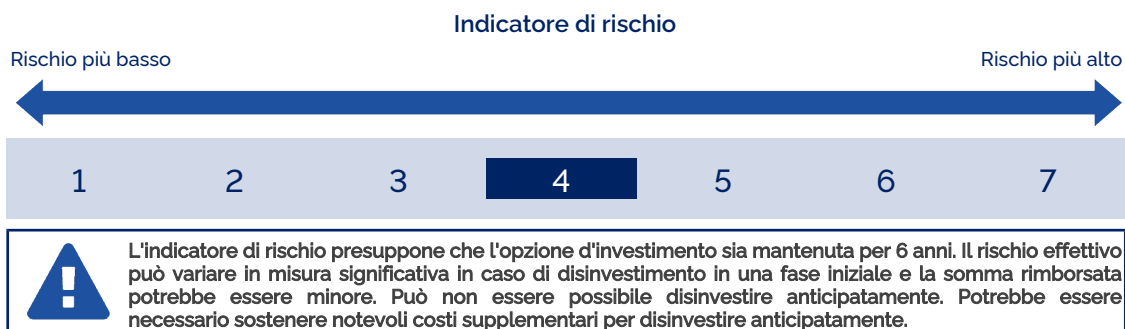 Indicatore di rischio
Rischio più basso
Rischio più alto
1 2 3 4 5 6 7
L'indicatore di rischio presuppone che l'opzione d'investimento sia mantenuta per 6 anni. Il rischio effettivo
può variare in misura significativa in caso di disinvestimento in una fase iniziale e la somma rimborsata
potrebbe essere minore. Può non essere possibile disinvestire anticipatamente. Potrebbe essere
necessario sostenere notevoli costi supplementari per disinvestire anticipatamente.